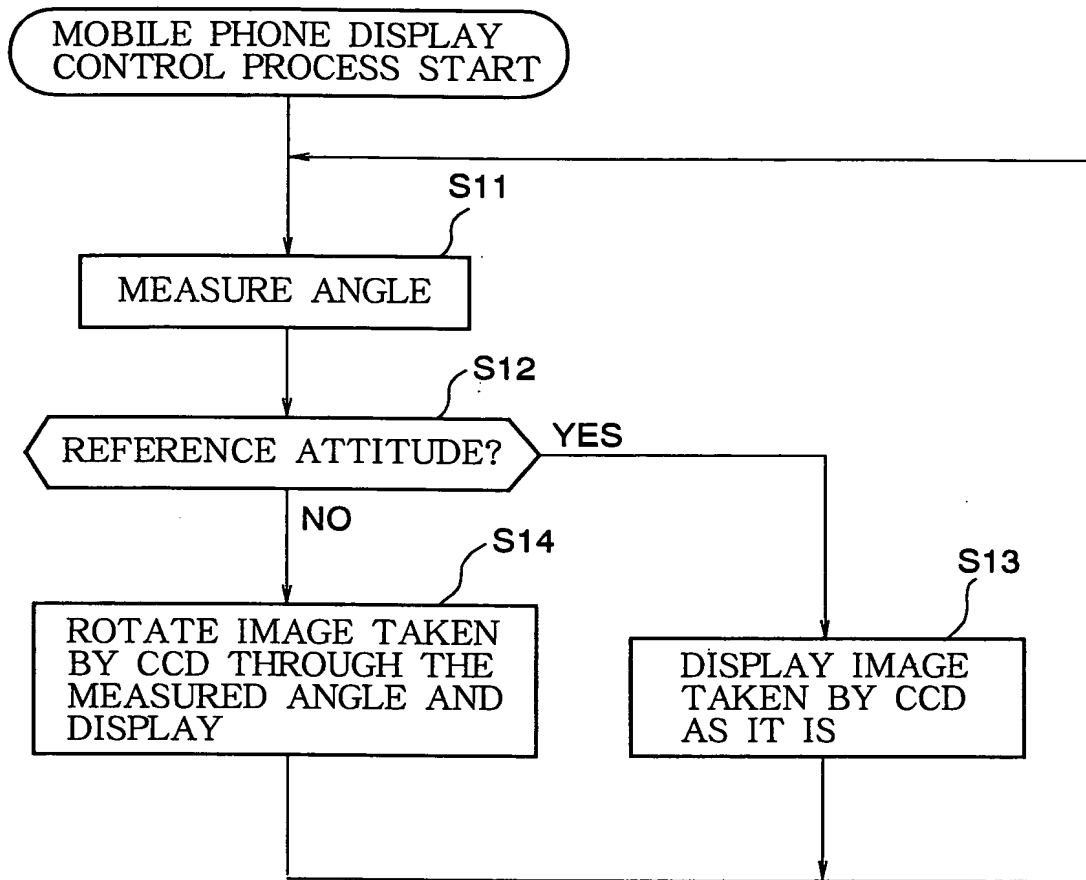 MOBILE PHONE DISPLAY
CONTROL PROCESS START
S11
MEASURE ANGLE
S12
REFERENCE ATTITUDE?
YES
NO
S14
ROTATE IMAGE TAKEN
BY CCD THROUGH THE
MEASURED ANGLE AND
DISPLAY
S13
DISPLAY IMAGE
TAKEN BY CCD
AS IT IS